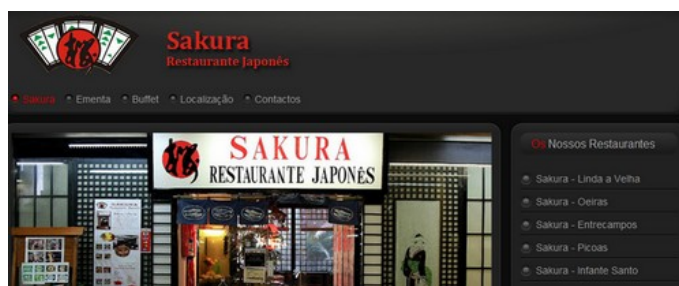 Sakura
Restaurante Japonês
Sakura Ementa Buffet Localização Contactos
SAKURA
RESTAURANTE JAPONÊS
Os Nossos Restaurantes
Sakura - Linda a Velha
Sakura - Oeiras
Sakura - Entrecampos
Sakura - Picoas
Sakura - Infante Santo